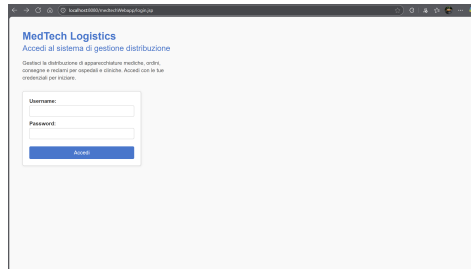 localhost:8080/medtechWebapp/login.jsp
MedTech Logistics
Accedi al sistema di gestione distribuzione
Gestisci la distribuzione di apparecchiature mediche, ordini,
consegne e reclami per ospedali e cliniche. Accedi con le tue
credenziali per iniziare.
Username:
Password:
Accedi